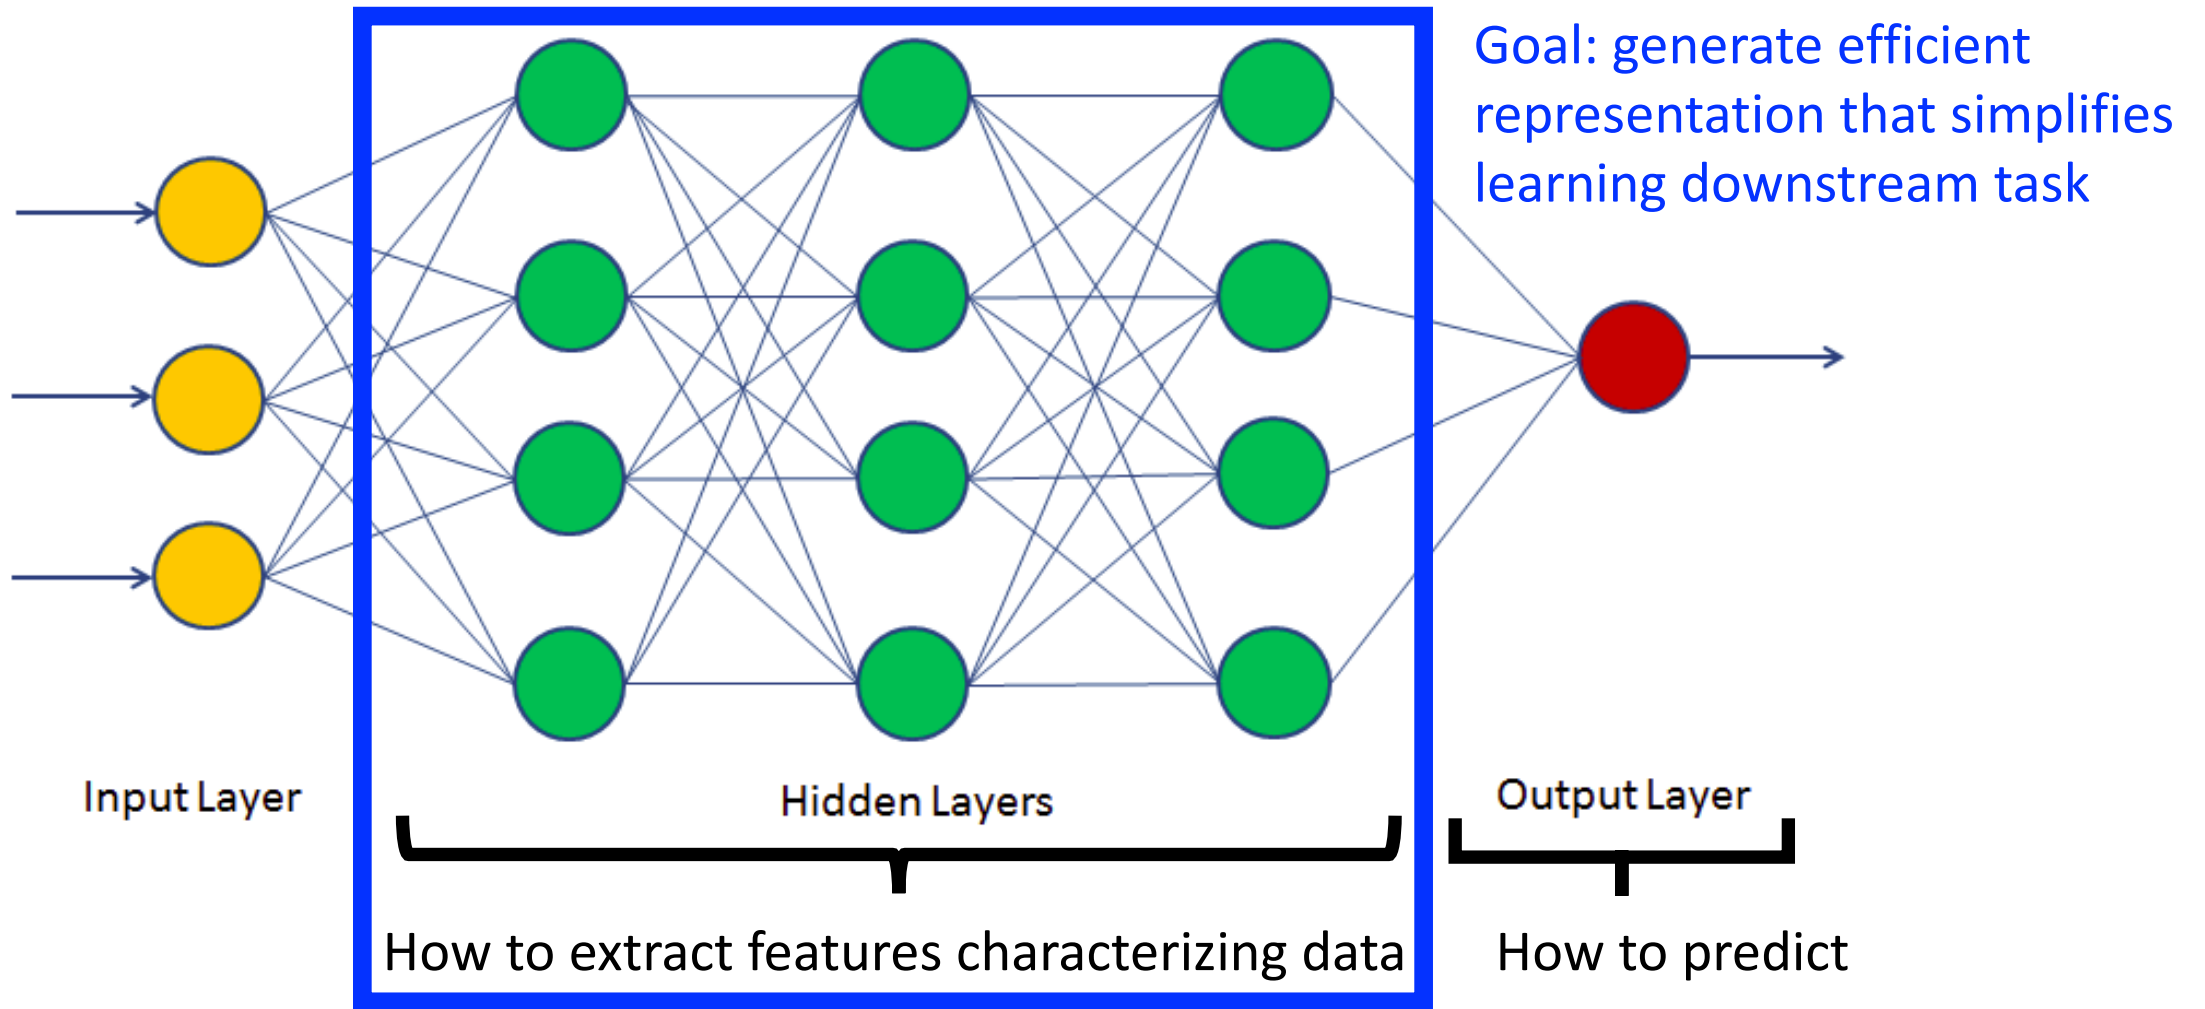 Goal: generate efficient
representation that simplifies
learning downstream task
Input Layer
Hidden Layers
Output Layer
How to extract features characterizing data
How to predict